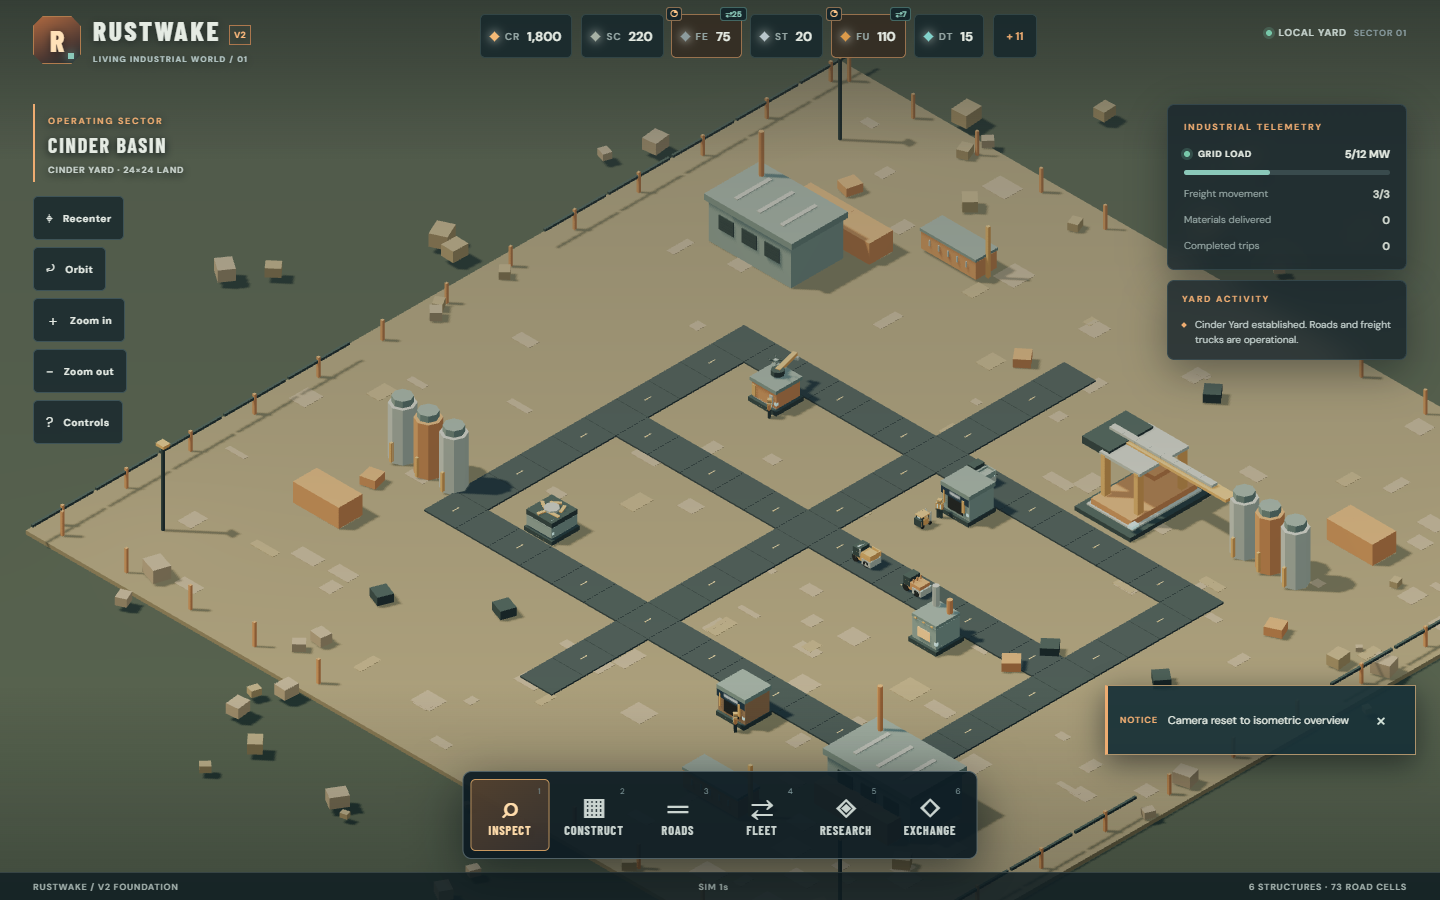 R
RUSTWAKE V2
LIVING INDUSTRIAL WORLD / 01
CR 1,800
SC 220
FE 75
⇄25
ST 20
FU 110
⇄7
DT 15
+ 11
LOCAL YARD SECTOR 01
OPERATING SECTOR
CINDER BASIN
CINDER YARD · 24×24 LAND
Recenter
Orbit
+ Zoom in
− Zoom out
? Controls
INDUSTRIAL TELEMETRY
GRID LOAD 5/12 MW
Freight movement 3/3
Materials delivered 0
Completed trips 0
YARD ACTIVITY
Cinder Yard established. Roads and freight
trucks are operational.
NOTICE Camera reset to isometric overview ×
1 INSPECT
2 CONSTRUCT
3 ROADS
4 FLEET
5 RESEARCH
6 EXCHANGE
RUSTWAKE / V2 FOUNDATION
SIM 1s
6 STRUCTURES · 73 ROAD CELLS